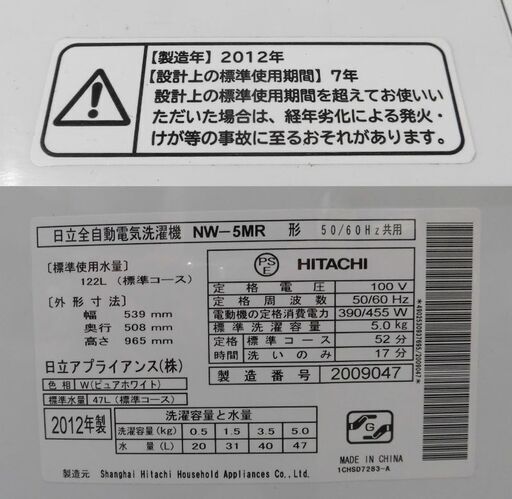 【製造年】2012年
【設計上の標準使用期間】7年
設計上の標準使用期間を超えてお使いい
ただいた場合は、経年劣化による発火・
けが等の事故に至るおそれがあります。
日立全自動電気洗濯機 NW-5MR 形 50/60Hz共用
[標準使用水量]
122L (標準コース)
[外形寸法]
幅 539 mm
奥行 508 mm
高さ 965 mm
日立アプライアンス(株)
色相 W(ピュアホワイト)
標準水量 47L (標準コース)
PSE HITACHI
定格電圧 100 V
定格周波数 50/60 Hz
電動機の定格消費電力 390/455 W
標準洗濯容量 5.0 kg
定格時間 標準コース 52分
洗いのみ 17分
製造番号 2009047
2012年製
洗濯容量と水量
洗濯容量(kg) 0.5 1.5 3.5 5.0
水量(L) 20 31 40 47
G
1CHSD7283-A
製造元 Shanghai Hitachi Household Appliances Co.,Ltd.
MADE IN CHINA